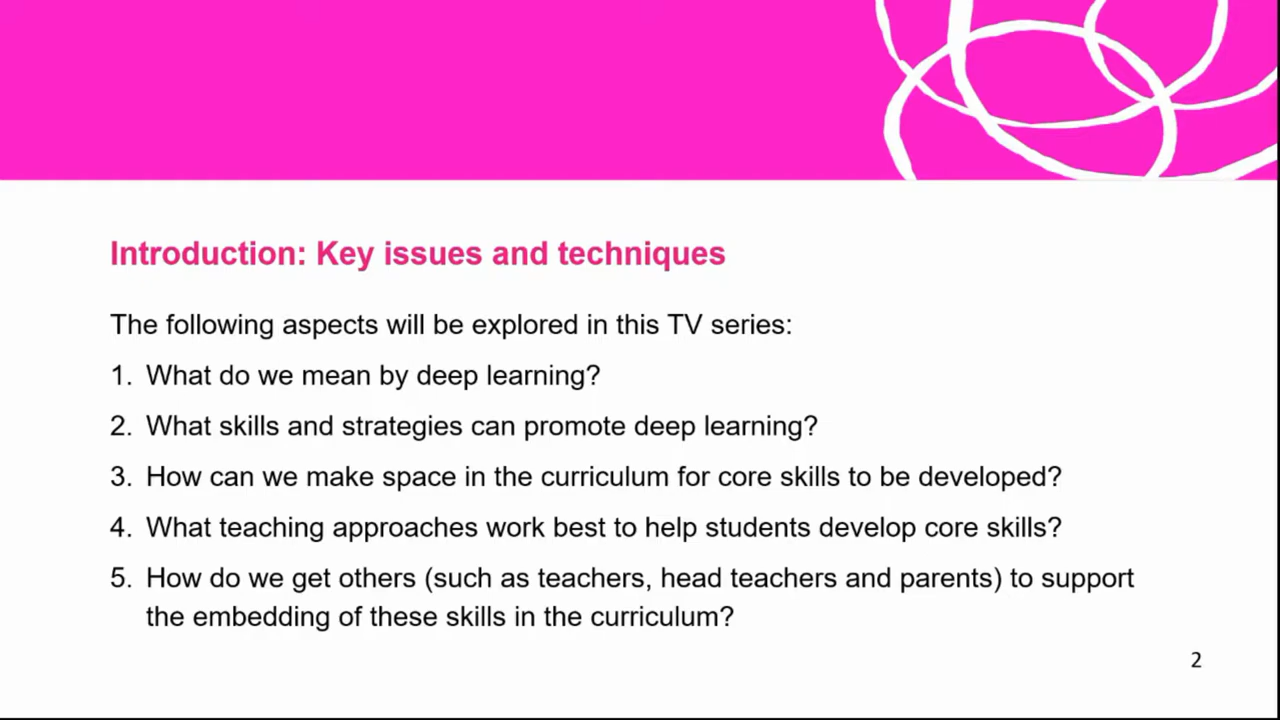 Introduction: Key issues and techniques
The following aspects will be explored in this TV series:
1. What do we mean by deep learning?
2. What skills and strategies can promote deep learning?
3. How can we make space in the curriculum for core skills to be developed?
4. What teaching approaches work best to help students develop core skills?
5. How do we get others (such as teachers, head teachers and parents) to support
the embedding of these skills in the curriculum?
2